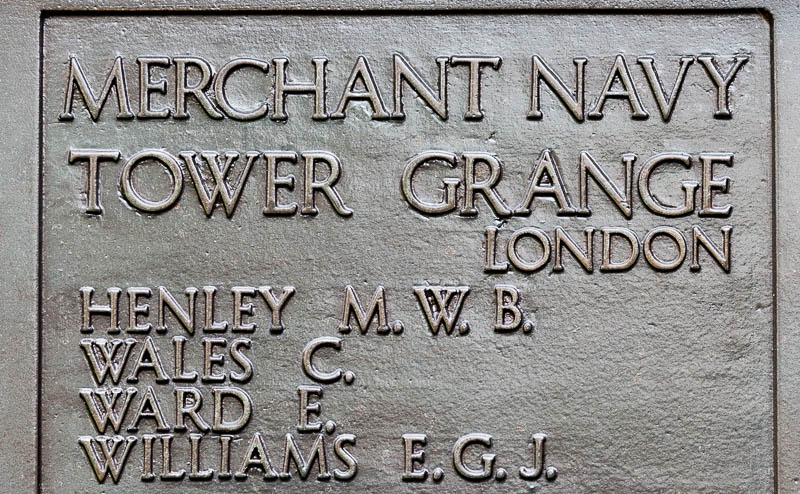 MERCHANT NAVY
TOWER GRANGE
LONDON
HENLEY M. W. B.
WALES C.
WARD E.
WILLIAMS E. G. J.